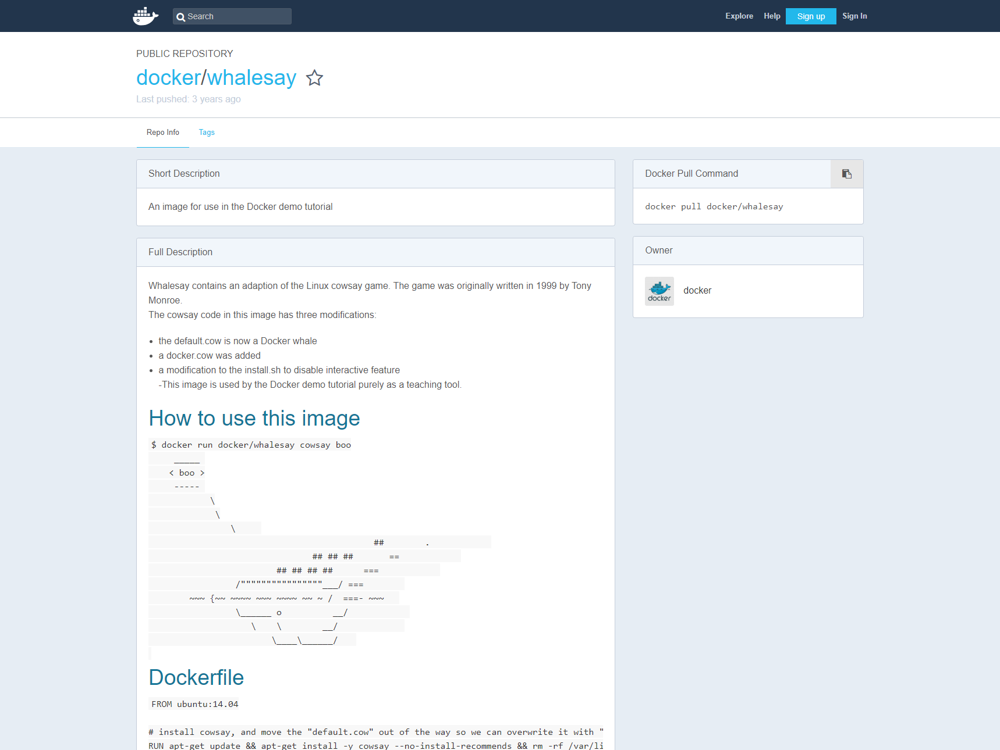 Search
Explore Help Sign up Sign In
PUBLIC REPOSITORY
docker/whalesay
Last pushed: 3 years ago
Repo Info Tags
Short Description
An image for use in the Docker demo tutorial
Full Description
Whalesay contains an adaption of the Linux cowsay game. The game was originally written in 1999 by Tony
Monroe.
The cowsay code in this image has three modifications:
• the default.cow is now a Docker whale
• a docker.cow was added
• a modification to the install.sh to disable interactive feature
-This image is used by the Docker demo tutorial purely as a teaching tool.
How to use this image
$ docker run docker/whalesay cowsay boo
     _____
    < boo >
     -----
            \
             \
                \
                                            ##        .
                                ## ## ##       ==
                         ## ## ## ##      ===
                 /""""""""""""""""___/ ===
        ~~~ {~~ ~~~~ ~~~ ~~~~ ~~ ~ /  ===- ~~~
                 \______ o          __/
                    \    \        __/
                        \____\______/
Dockerfile
FROM ubuntu:14.04
# install cowsay, and move the "default.cow" out of the way so we can overwrite it with "
RUN apt-get update && apt-get install -y cowsay --no-install-recommends && rm -rf /var/li
Docker Pull Command
docker pull docker/whalesay
Owner
docker
docker